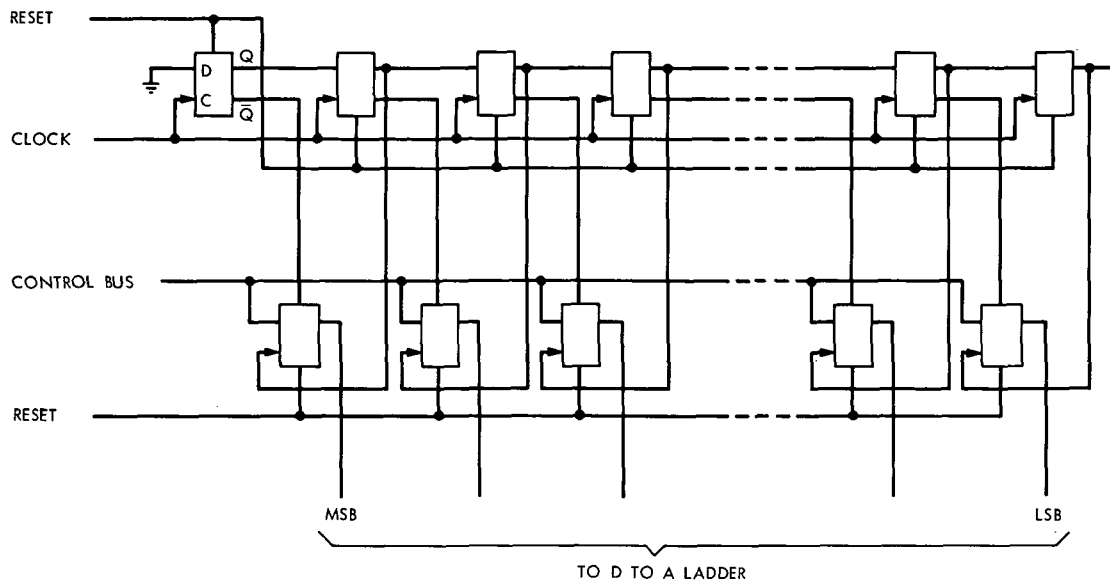 RESET
D Q
C Q̅
CLOCK
CONTROL BUS
RESET
MSB LSB
TO D TO A LADDER